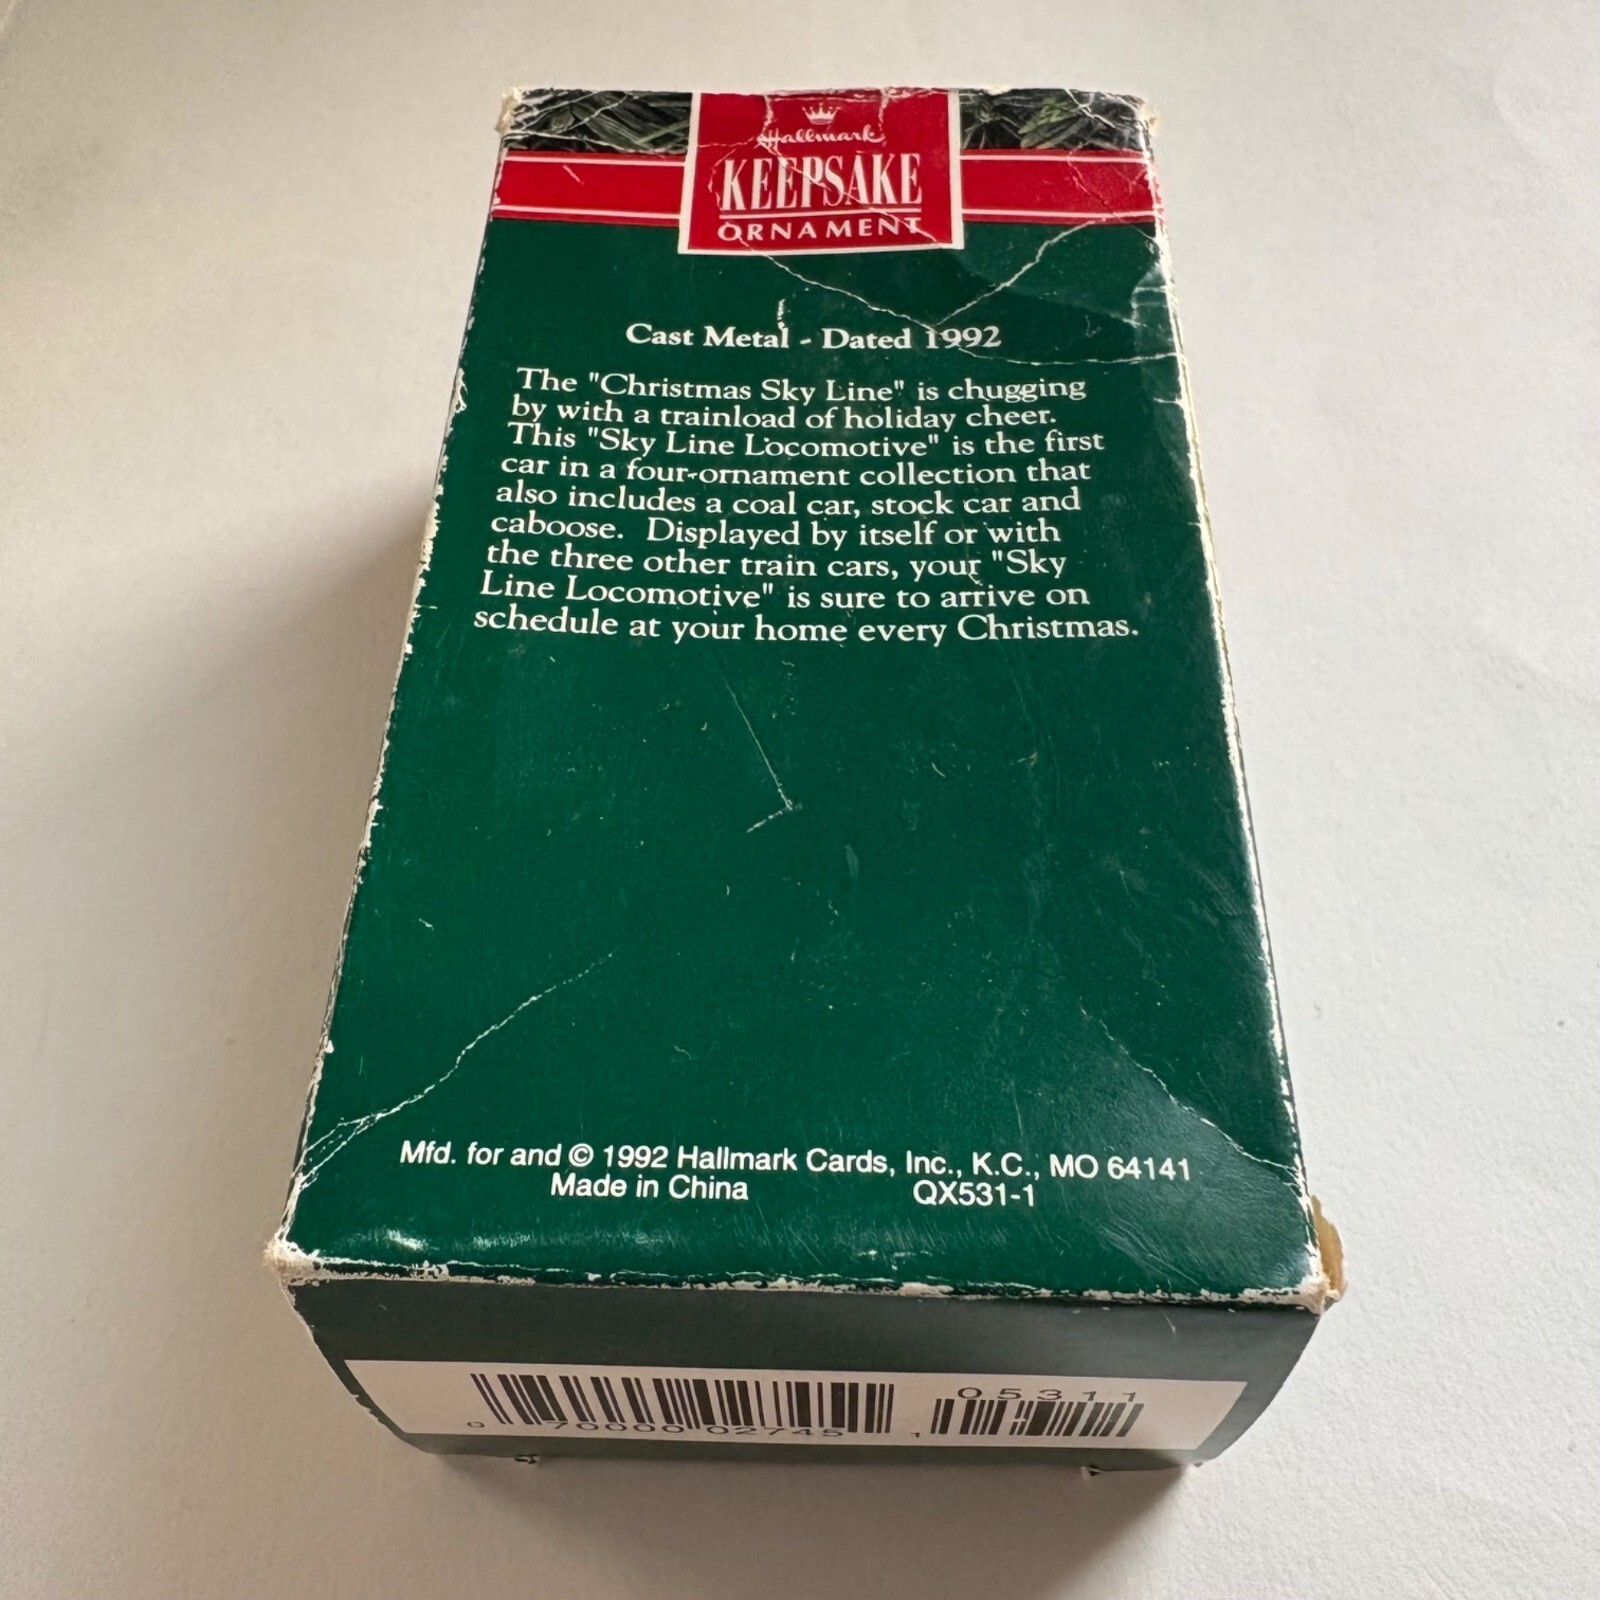 Hallmark
KEEPSAKE
ORNAMENT
Cast Metal - Dated 1992
The "Christmas Sky Line" is chugging
by with a trainload of holiday cheer.
This "Sky Line Locomotive" is the first
car in a four-ornament collection that
also includes a coal car, stock car and
caboose. Displayed by itself or with
the three other train cars, your "Sky
Line Locomotive" is sure to arrive on
schedule at your home every Christmas.
Mfd. for and © 1992 Hallmark Cards, Inc., K.C., MO 64141
Made in China QX531-1
05311
0 70000 02745 1